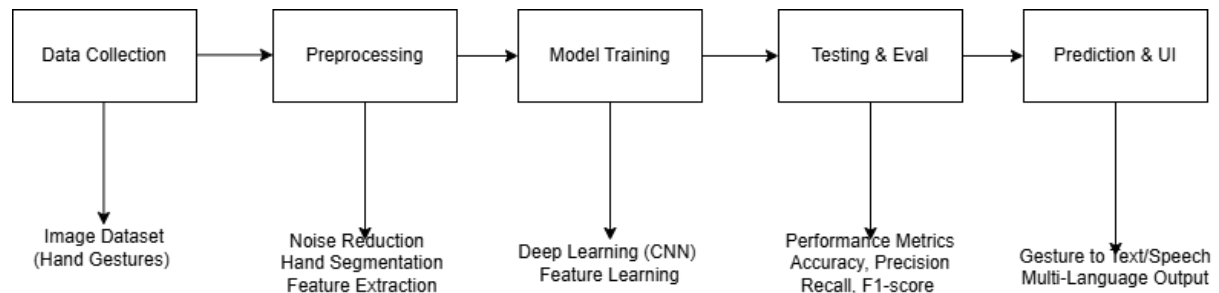 Data Collection
Preprocessing
Model Training
Testing & Eval
Prediction & UI
Image Dataset
(Hand Gestures)
Noise Reduction
Hand Segmentation
Feature Extraction
Deep Learning (CNN)
Feature Learning
Performance Metrics
Accuracy, Precision
Recall, F1-score
Gesture to Text/Speech
Multi-Language Output